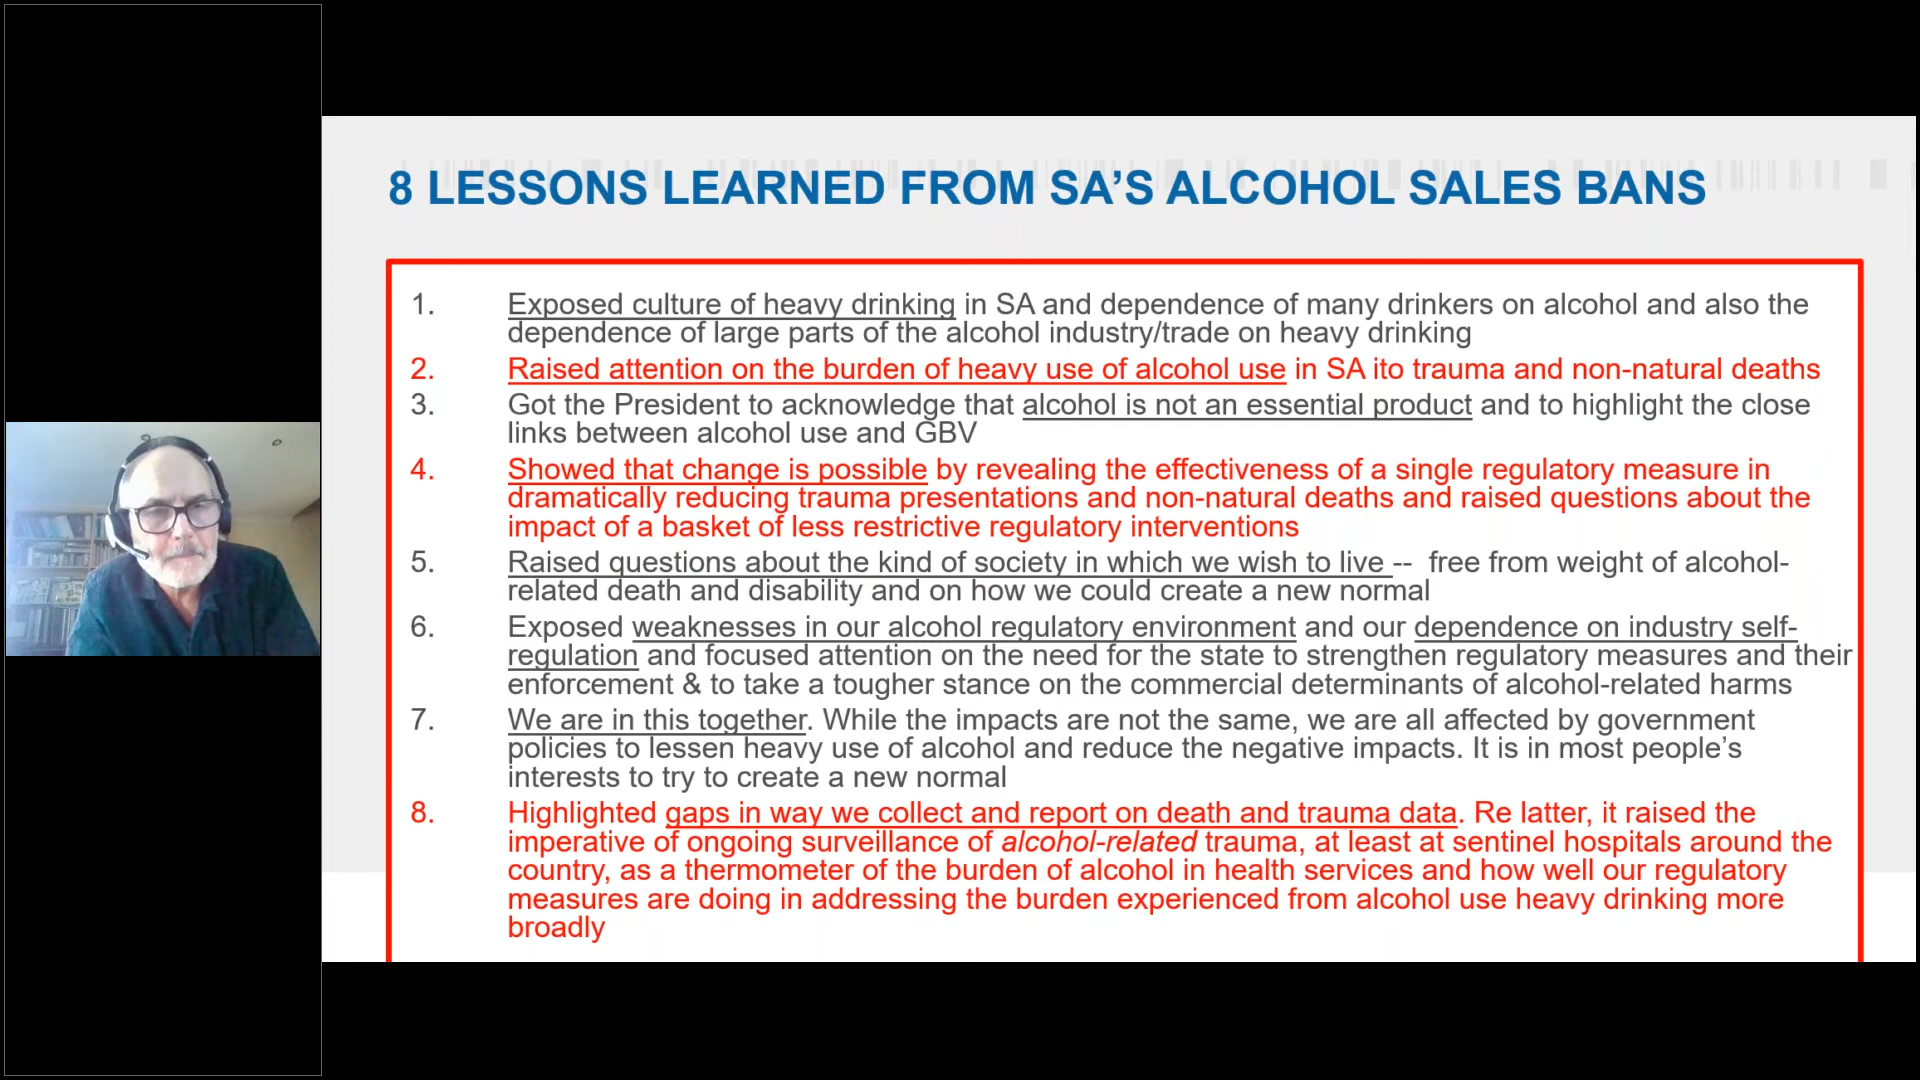 8 LESSONS LEARNED FROM SA’S ALCOHOL SALES BANS
1. Exposed culture of heavy drinking in SA and dependence of many drinkers on alcohol and also the
dependence of large parts of the alcohol industry/trade on heavy drinking
2. Raised attention on the burden of heavy use of alcohol use in SA ito trauma and non-natural deaths
3. Got the President to acknowledge that alcohol is not an essential product and to highlight the close
links between alcohol use and GBV
4. Showed that change is possible by revealing the effectiveness of a single regulatory measure in
dramatically reducing trauma presentations and non-natural deaths and raised questions about the
impact of a basket of less restrictive regulatory interventions
5. Raised questions about the kind of society in which we wish to live -- free from weight of alcohol-
related death and disability and on how we could create a new normal
6. Exposed weaknesses in our alcohol regulatory environment and our dependence on industry self-
regulation and focused attention on the need for the state to strengthen regulatory measures and their
enforcement & to take a tougher stance on the commercial determinants of alcohol-related harms
7. We are in this together. While the impacts are not the same, we are all affected by government
policies to lessen heavy use of alcohol and reduce the negative impacts. It is in most people’s
interests to try to create a new normal
8. Highlighted gaps in way we collect and report on death and trauma data. Re latter, it raised the
imperative of ongoing surveillance of alcohol-related trauma, at least at sentinel hospitals around the
country, as a thermometer of the burden of alcohol in health services and how well our regulatory
measures are doing in addressing the burden experienced from alcohol use heavy drinking more
broadly